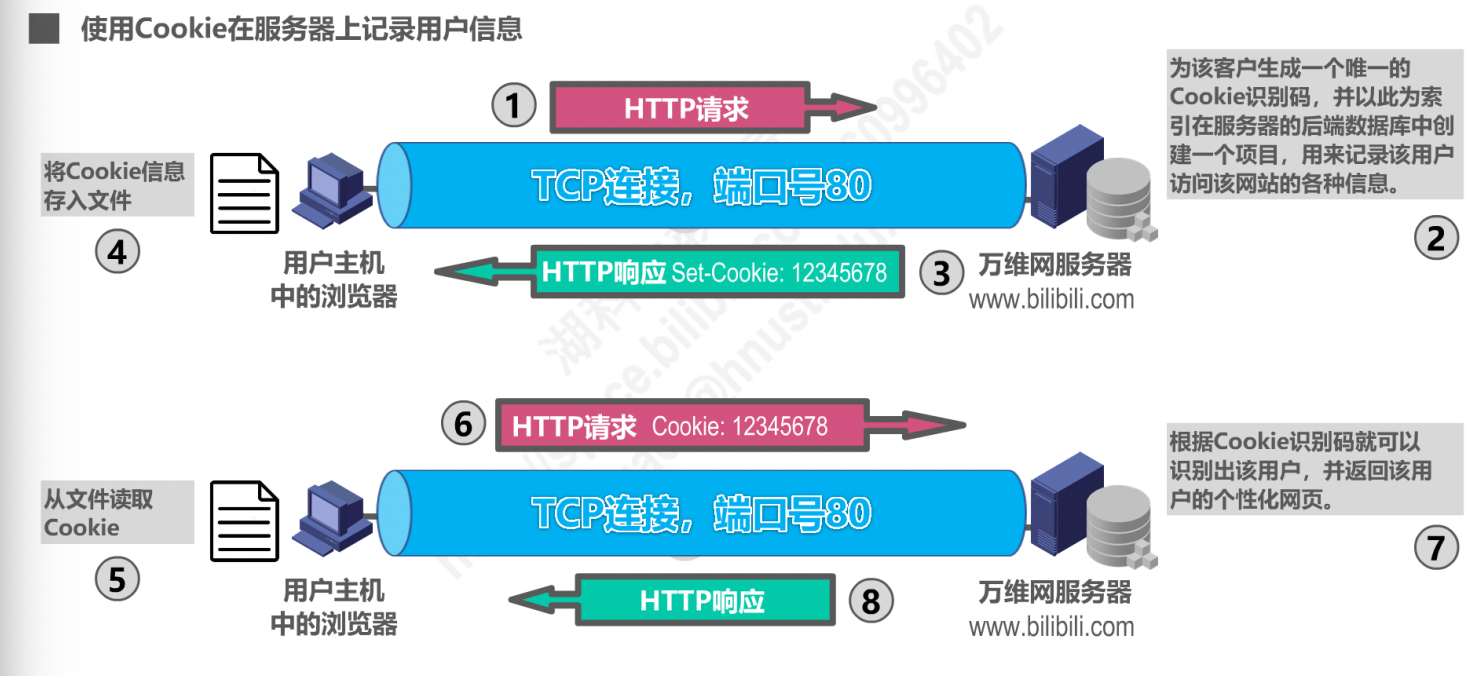 使用Cookie在服务器上记录用户信息
① HTTP请求
为该客户生成一个唯一的
Cookie识别码，并以此为索
引在服务器的后端数据库中创
建一个项目，用来记录该用户
访问该网站的各种信息。
②
将Cookie信息
存入文件
④
TCP连接，端口号80
用户主机
中的浏览器
HTTP响应 Set-Cookie: 12345678 ③
万维网服务器
www.bilibili.com
⑥ HTTP请求 Cookie: 12345678
根据Cookie识别码就可以
识别出该用户，并返回该用
户的个性化网页。
⑦
从文件读取
Cookie
⑤
TCP连接，端口号80
用户主机
中的浏览器
HTTP响应 ⑧
万维网服务器
www.bilibili.com